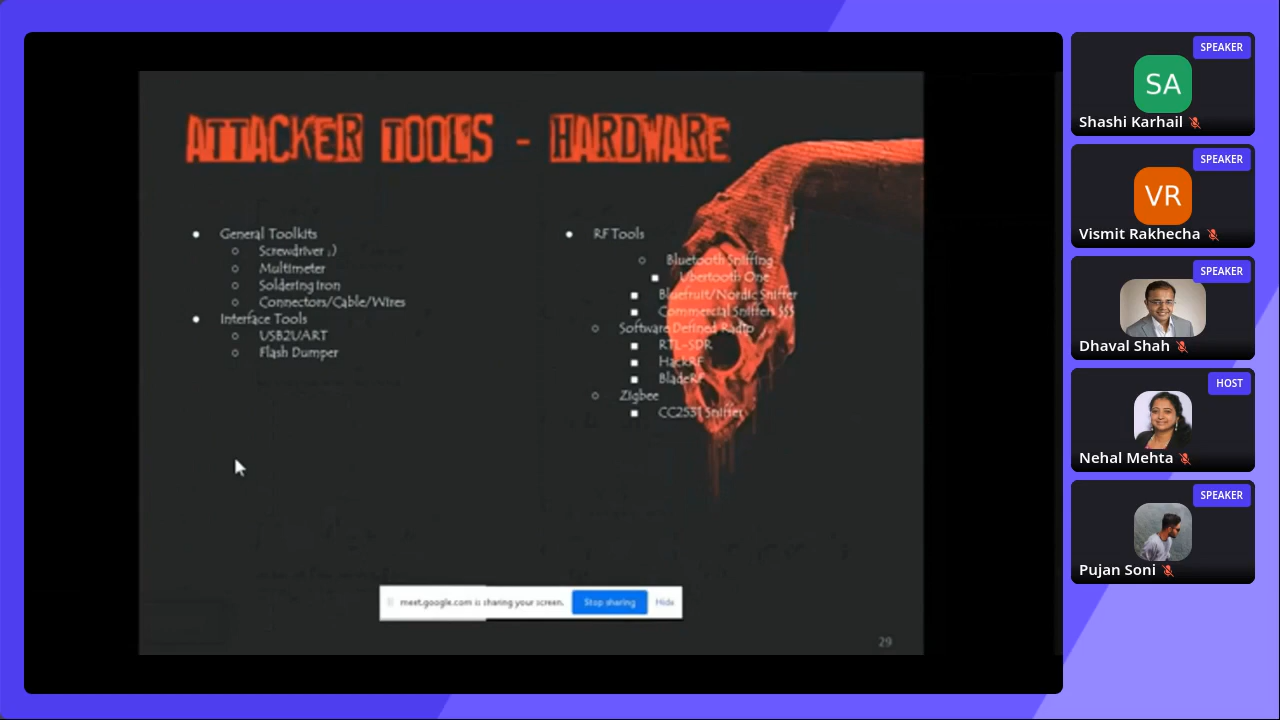 ATTACKER TOOLS - HARDWARE
General Toolkits
Screwdriver ;)
Multimeter
Soldering Iron
Connectors/Cable/Wires
Interface Tools
USB2UART
Flash Dumper
RF Tools
Bluetooth Sniffing
Ubertooth One
Bluefruit/Nordic Sniffer
Commercial Sniffers $$$
Software Defined Radio
RTL-SDR
HackRF
BladeRF
Zigbee
CC2531 Sniffer
meet.google.com is sharing your screen. Stop sharing Hide
29
SPEAKER
SA
Shashi Karhail
SPEAKER
VR
Vismit Rakhecha
SPEAKER
Dhaval Shah
HOST
Nehal Mehta
SPEAKER
Pujan Soni